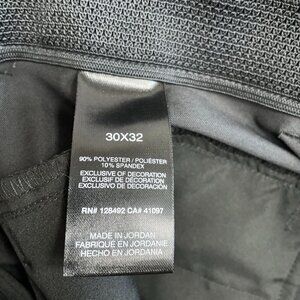 30X32
90% POLYESTER / POLIÉSTER
10% SPANDEX
EXCLUSIVE OF DECORATION
EXCLUSIF DE DÉCORATION
EXCLUSIVO DE DECORACIÓN
RN# 128492 CA# 41097
MADE IN JORDAN
FABRIQUÉ EN JORDANIE
HECHO EN JORDANIA